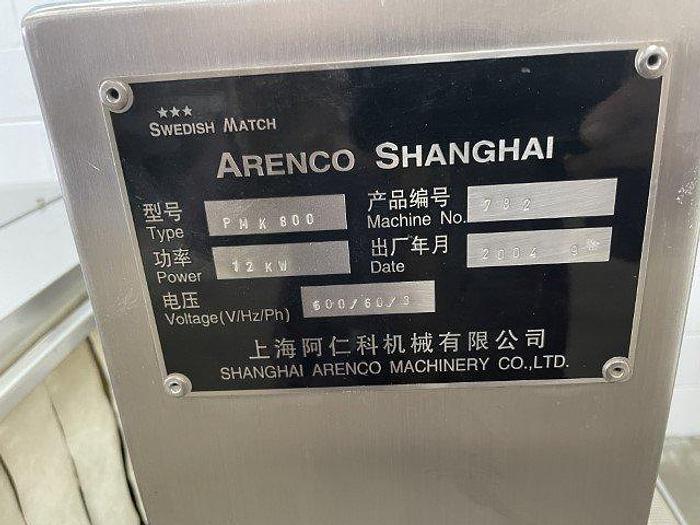 ★★★
SWEDISH MATCH
ARENCO SHANGHAI
型号 PMK 800 产品编号 792
Type Machine No.
功率 12 KW 出厂年月 2004 9
Power Date
电压 600/60/3
Voltage(V/Hz/Ph)
上海阿仁科机械有限公司
SHANGHAI ARENCO MACHINERY CO.,LTD.